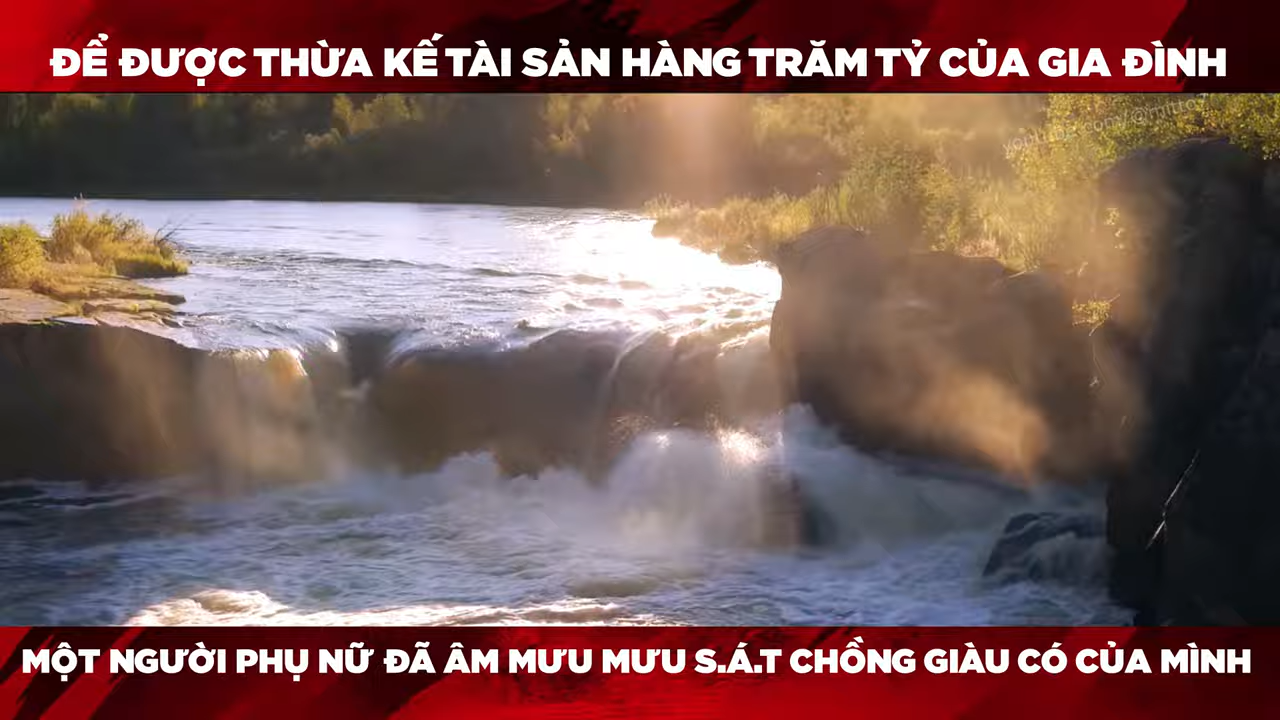 ĐỂ ĐƯỢC THỪA KẾ TÀI SẢN HÀNG TRĂM TỶ CỦA GIA ĐÌNH
MỘT NGƯỜI PHỤ NỮ ĐÃ ÂM MƯU MƯU S.Á.T CHỒNG GIÀU CÓ CỦA MÌNH